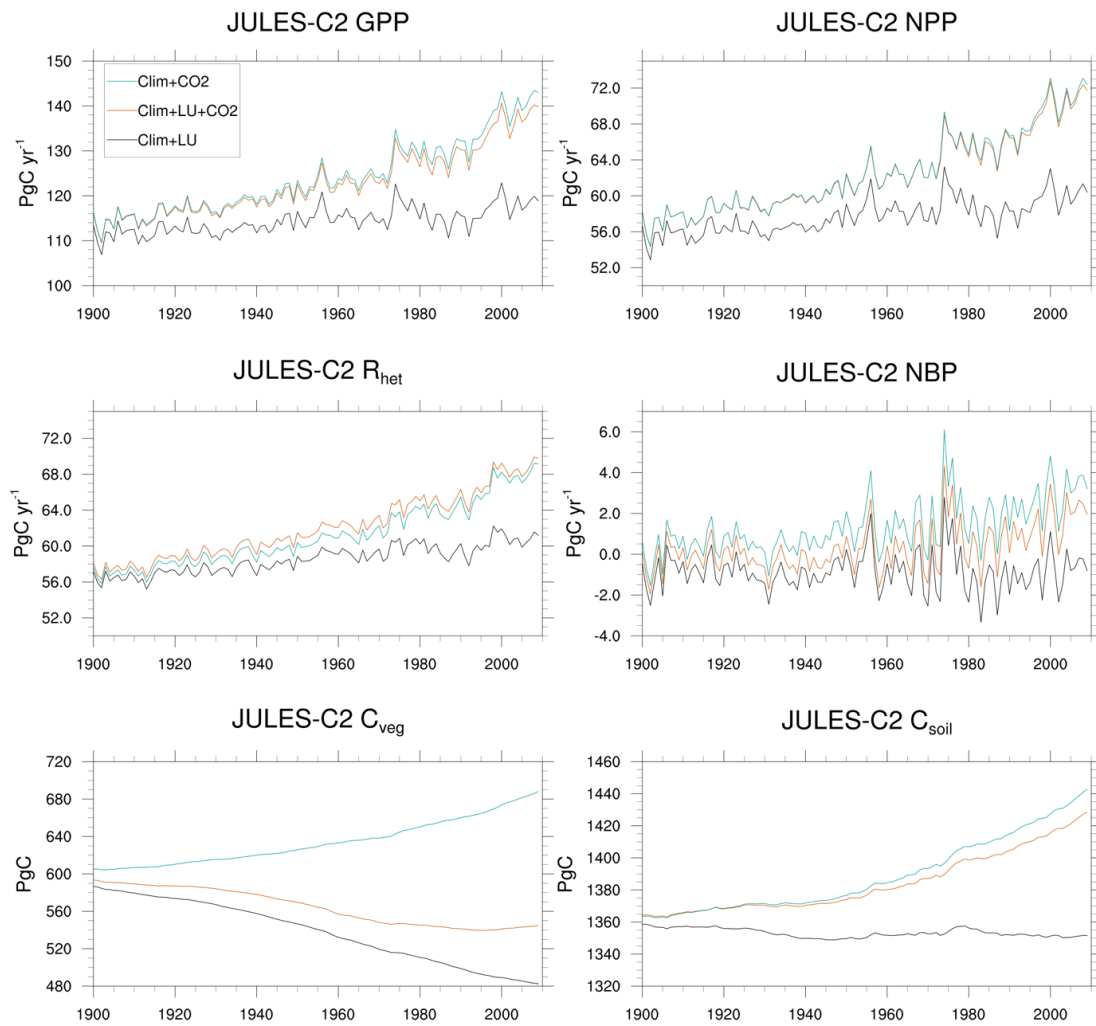 JULES-C2 GPP
JULES-C2 NPP
150
140
130
120
110
100
PgC yr-1
Clim+CO2
Clim+LU+CO2
Clim+LU
1900 1920 1940 1960 1980 2000
72.0
68.0
64.0
60.0
56.0
52.0
PgC yr-1
1900 1920 1940 1960 1980 2000
JULES-C2 Rhet
JULES-C2 NBP
72.0
68.0
64.0
60.0
56.0
52.0
PgC yr-1
1900 1920 1940 1960 1980 2000
6.0
4.0
2.0
0.0
-2.0
-4.0
PgC yr-1
1900 1920 1940 1960 1980 2000
JULES-C2 Cveg
JULES-C2 Csoil
720
680
640
600
560
520
480
PgC
1900 1920 1940 1960 1980 2000
1460
1440
1420
1400
1380
1360
1340
1320
PgC
1900 1920 1940 1960 1980 2000